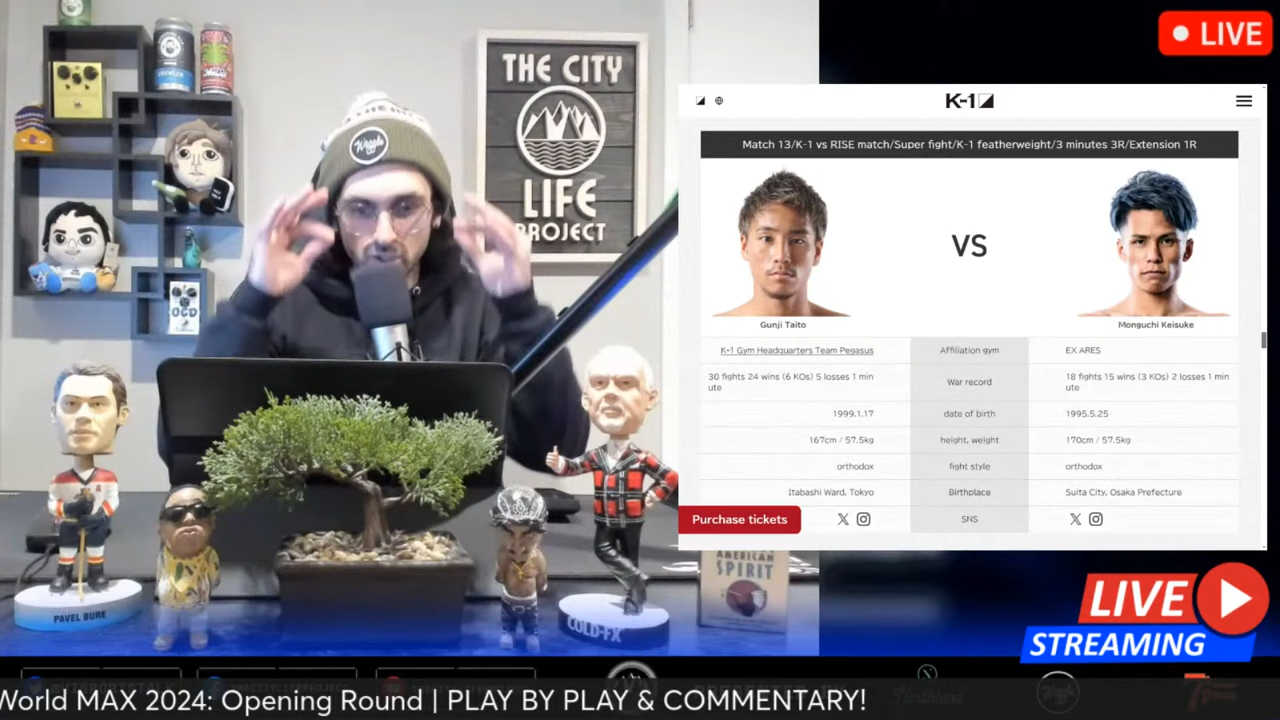 LIVE
THE CITY
LIFE
PROJECT
Waggle
OCD
K-1
Match 13/K-1 vs RISE match/Super fight/K-1 featherweight/3 minutes 3R/Extension 1R
VS
Gunji Taito
Monguchi Keisuke
K-1 Gym Headquarters Team Pegasus
Affiliation gym
EX ARES
30 fights 24 wins (6 KOs) 5 losses 1 min
ute
War record
18 fights 15 wins (3 KOs) 2 losses 1 min
ute
1999.1.17
date of birth
1995.5.25
167cm / 57.5kg
height, weight
170cm / 57.5kg
orthodox
fight style
orthodox
Itabashi Ward, Tokyo
Birthplace
Suita City, Osaka Prefecture
Purchase tickets
SNS
AMERICAN
SPIRIT
PAVEL BURE
COLD-FX
LIVE
STREAMING
World MAX 2024: Opening Round | PLAY BY PLAY & COMMENTARY!